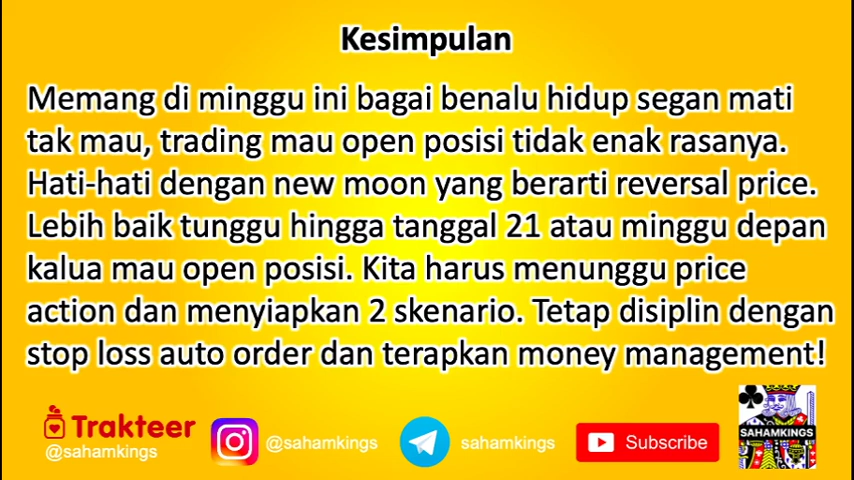 Kesimpulan
Memang di minggu ini bagai benalu hidup segan mati
tak mau, trading mau open posisi tidak enak rasanya.
Hati-hati dengan new moon yang berarti reversal price.
Lebih baik tunggu hingga tanggal 21 atau minggu depan
kalua mau open posisi. Kita harus menunggu price
action dan menyiapkan 2 skenario. Tetap disiplin dengan
stop loss auto order dan terapkan money management!
Trakteer
@sahamkings
@sahamkings
sahamkings
Subscribe
SAHAMKINGS